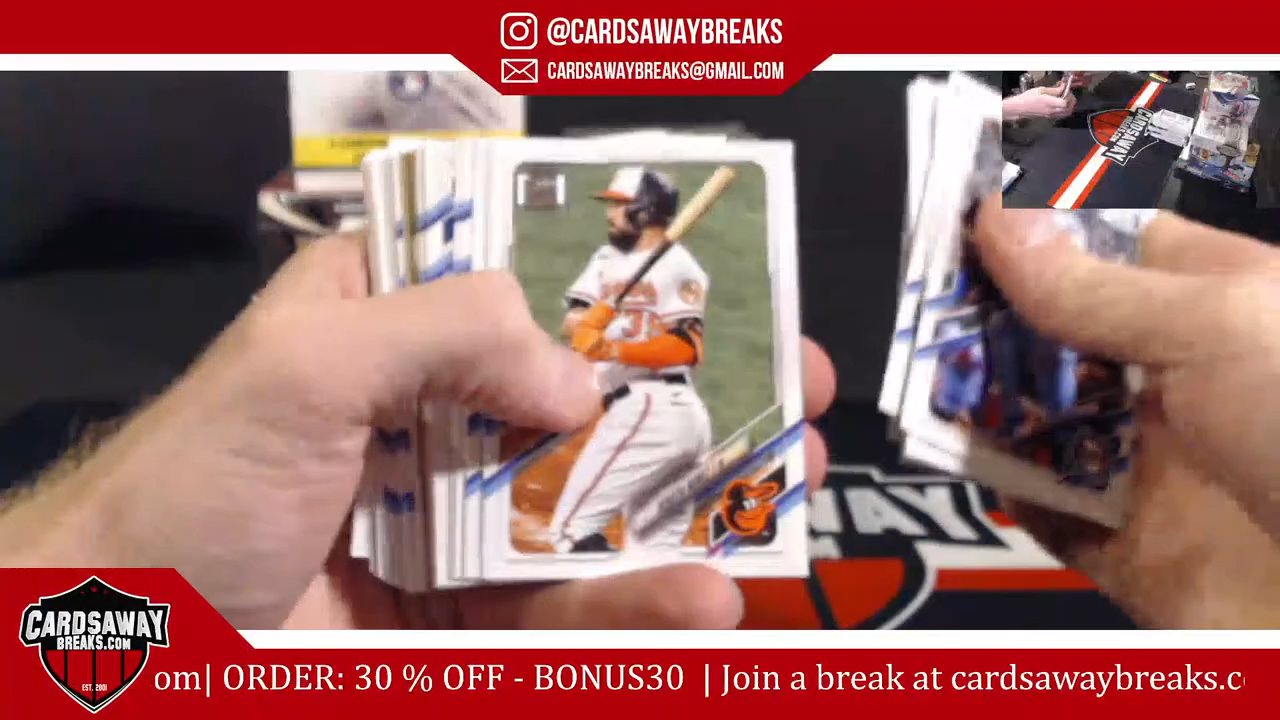 @CARDSAWAYBREAKS
CARDSAWAYBREAKS@GMAIL.COM
CARDSAWAY
BREAKS.COM
EST. 2001
om| ORDER: 30 % OFF - BONUS30 | Join a break at cardsawaybreaks.c